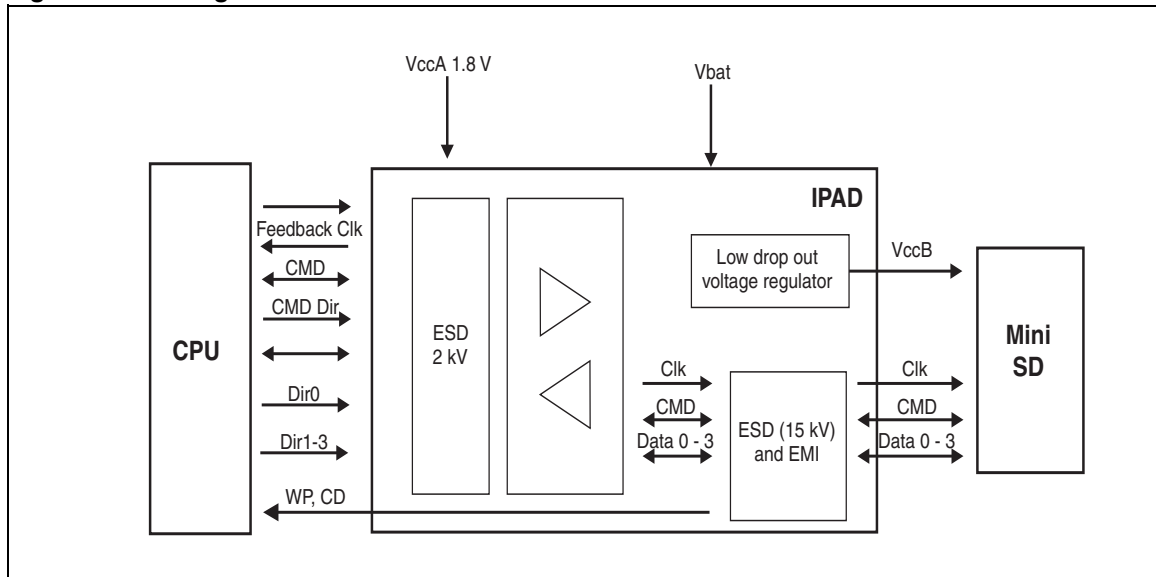 VccA 1.8 V
Vbat
IPAD
Feedback Clk
CMD
CMD Dir
Dir0
Dir1-3
WP, CD
CPU
ESD
2 kV
Low drop out
voltage regulator
VccB
Clk
CMD
Data 0 - 3
ESD (15 kV)
and EMI
Clk
CMD
Data 0 - 3
Mini
SD